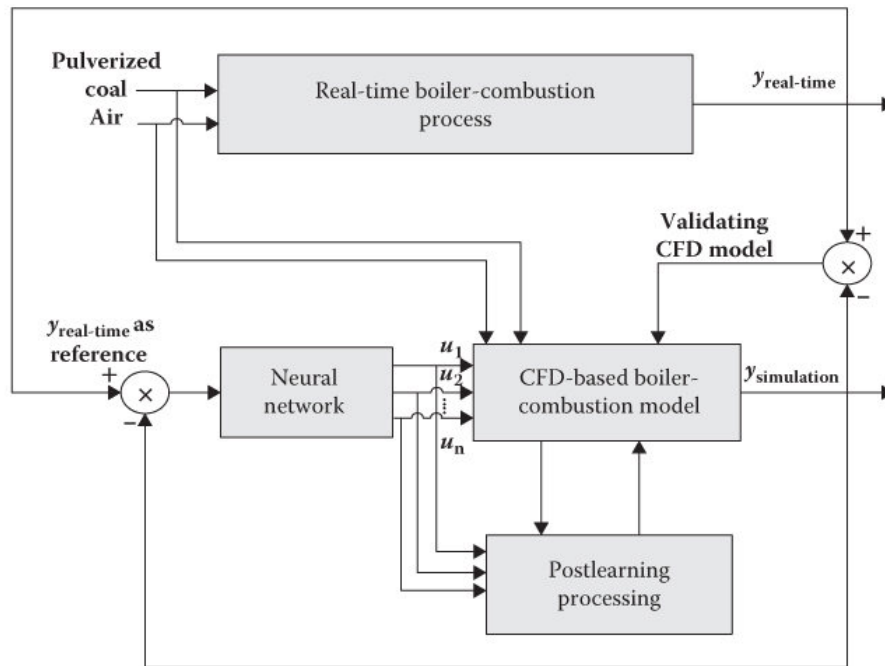 Pulverized
coal
Air
Real-time boiler-combustion
process
y_real-time
Validating
CFD model
+
×
−
y_real-time as
reference
+
×
−
Neural
network
u_1
u_2
u_n
CFD-based boiler-
combustion model
y_simulation
Postlearning
processing